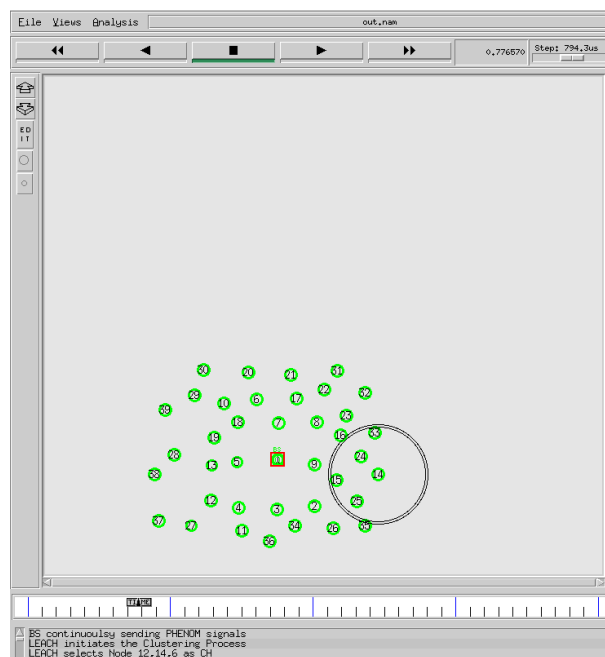 File Views Analysis out.nam
0.776570 Step: 794.3us
ED
IT
30 20 21 31
29 10 6 17 22 32
39 18 7 8 23
19 16 33
28 13 5 BS 1 9 24
38 15 14
12 4 3 2 25
37 27 11 36 34 26 35
TIME
BS continuoulsy sending PHENOM signals
LEACH initiates the Clustering Process
LEACH selects Node 12,14,6 as CH